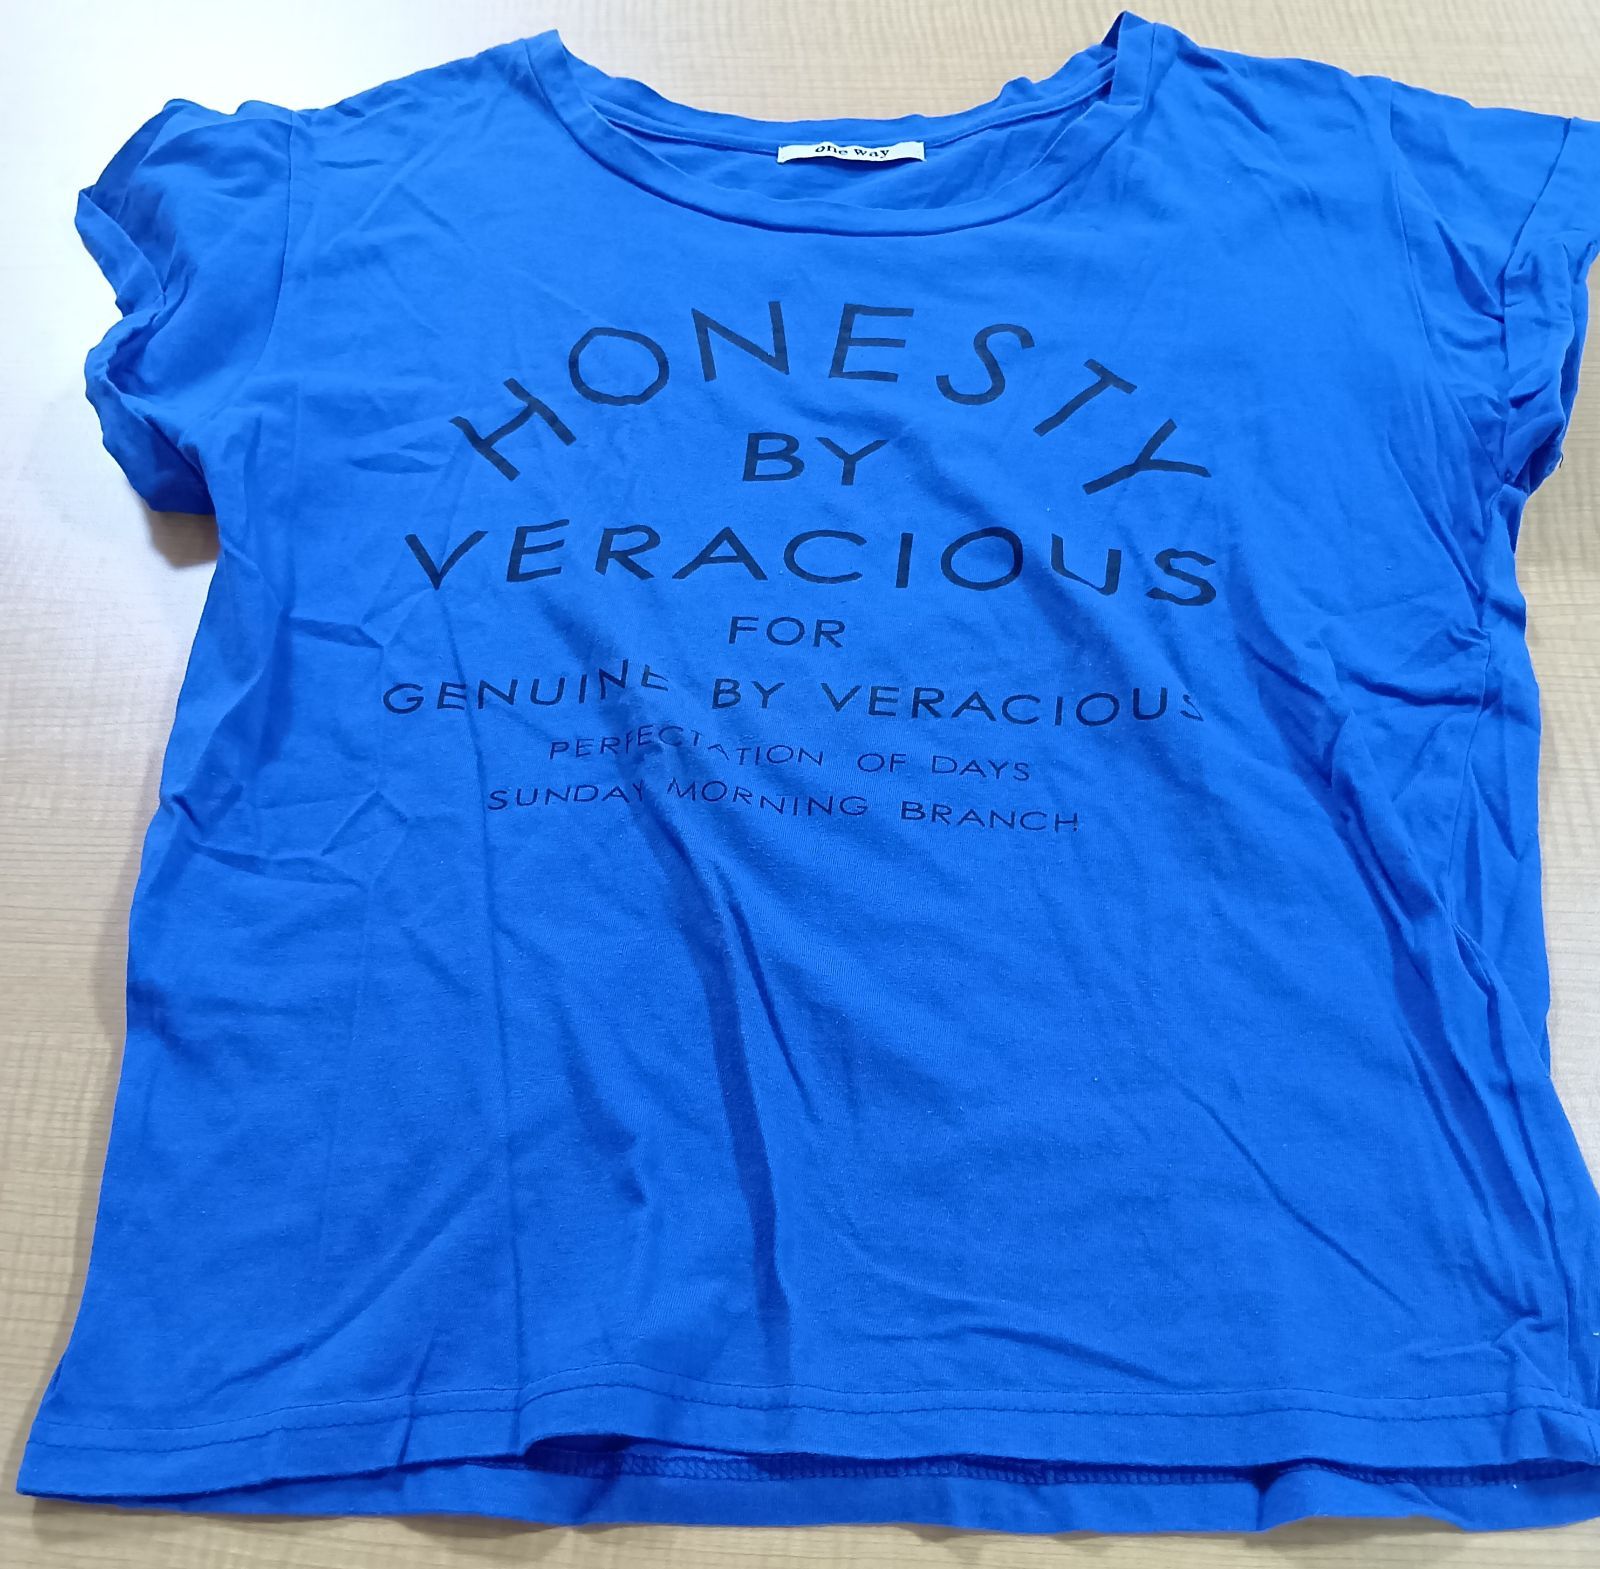 one way
HONESTY
BY
VERACIOUS
FOR
GENUINE BY VERACIOUS
PERFECTATION OF DAYS
SUNDAY MORNING BRANCH